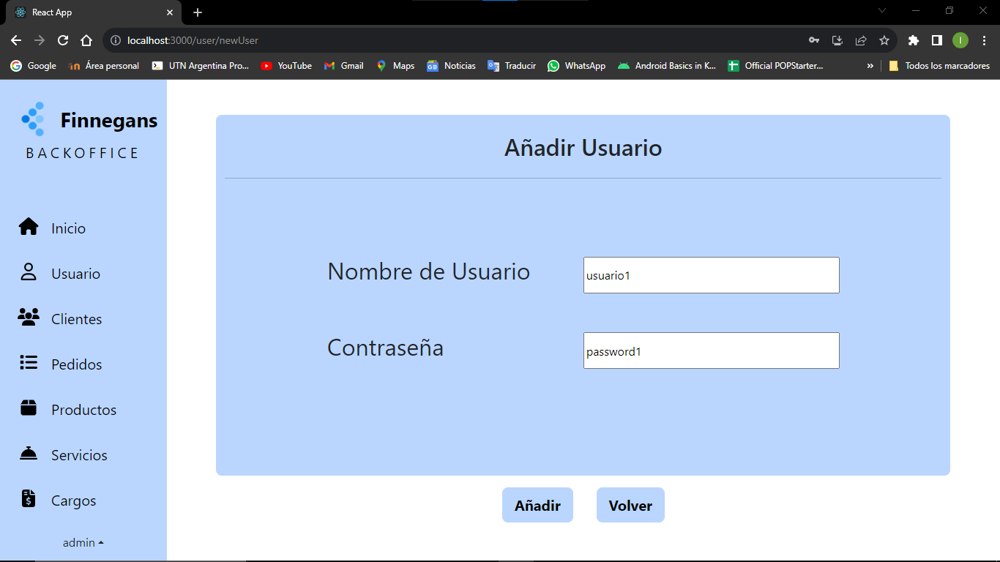 React App
localhost:3000/user/newUser
Google Área personal UTN Argentina Pro... YouTube Gmail Maps Noticias Traducir WhatsApp Android Basics in K... Official POPStarter... » Todos los marcadores
Finnegans
BACKOFFICE
Inicio
Usuario
Clientes
Pedidos
Productos
Servicios
Cargos
admin
Añadir Usuario
Nombre de Usuario usuario1
Contraseña password1
Añadir Volver